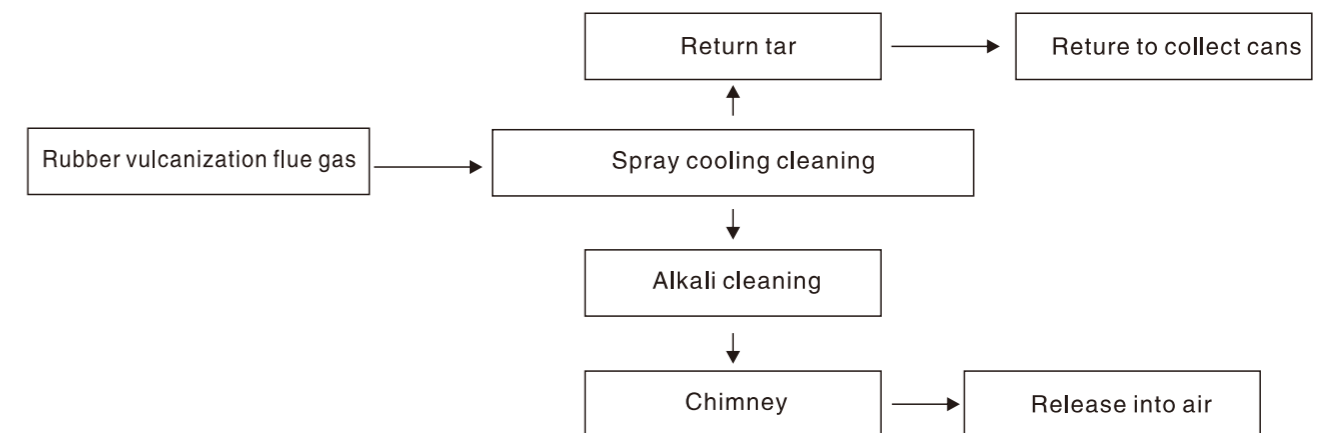 Return tar
Reture to collect cans
Rubber vulcanization flue gas
Spray cooling cleaning
Alkali cleaning
Chimney
Release into air